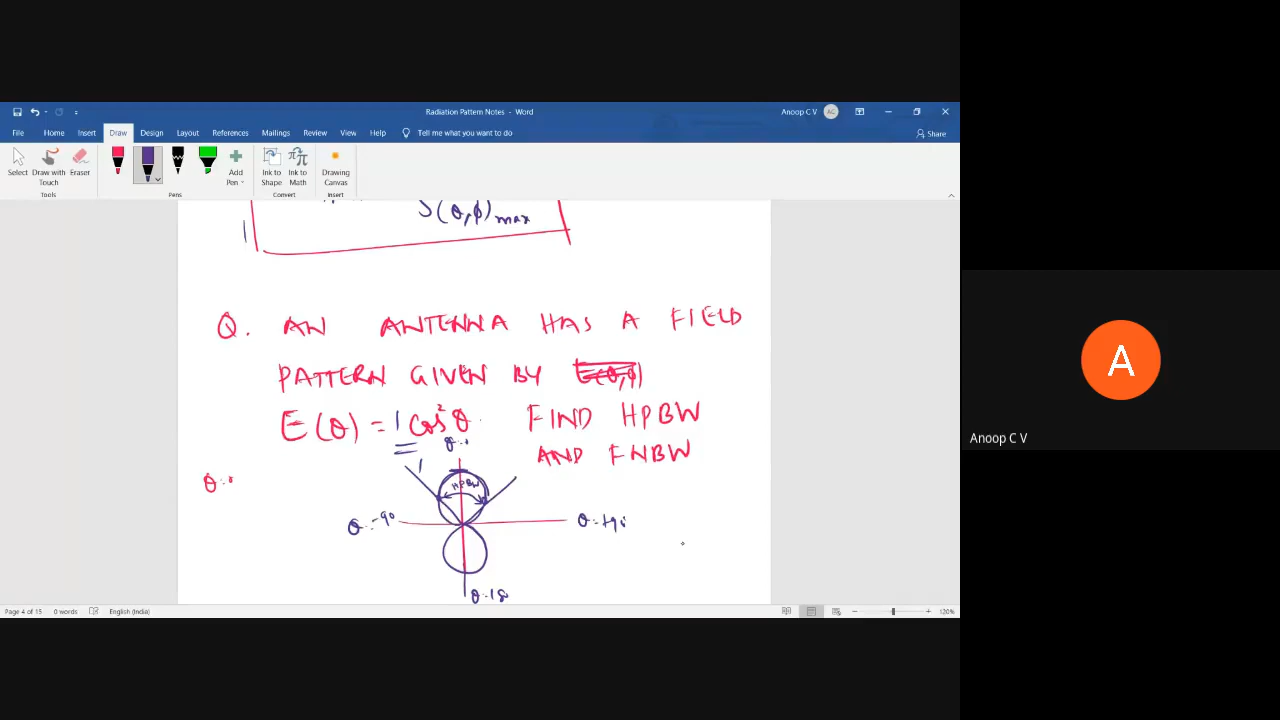 Radiation Pattern Notes - Word
Anoop C V AC
File Home Insert Draw Design Layout References Mailings Review View Help Tell me what you want to do Share
Select Draw with Touch Eraser Add Pen Ink to Shape Ink to Math Drawing Canvas
Tools Pens Convert Insert
S(θ,φ)max
Q. AN ANTENNA HAS A FIELD
PATTERN GIVEN BY
E(θ) = 1 cos²θ. FIND HPBW
AND FNBW
HPBW
θ=-90
θ=+90
A
Anoop C V
Page 4 of 15 0 words English (India) 120%